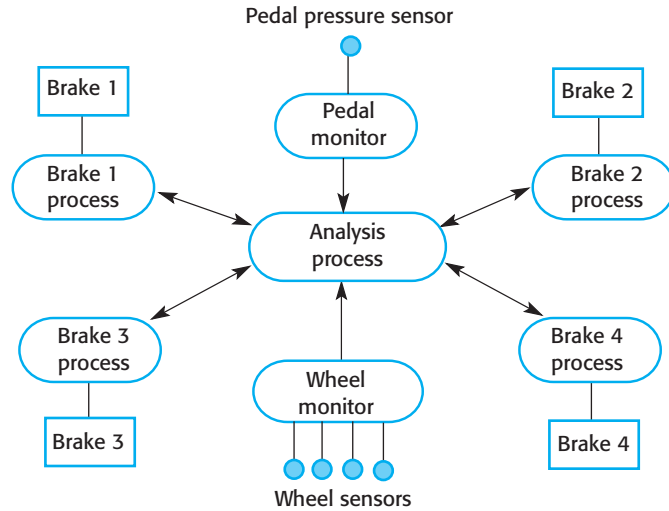 Pedal pressure sensor
Brake 1
Brake 2
Pedal
monitor
Brake 1
process
Brake 2
process
Analysis
process
Brake 3
process
Brake 4
process
Wheel
monitor
Brake 3
Brake 4
Wheel sensors